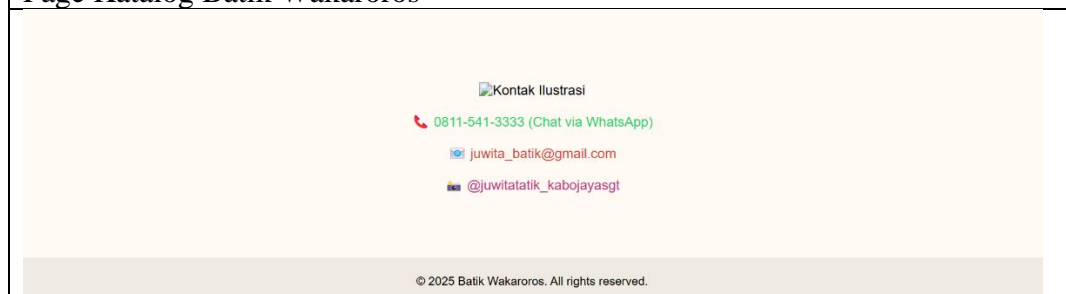 Page Katalog Batik Wakaroros
Kontak Ilustrasi
0811-541-3333 (Chat via WhatsApp)
juwita_batik@gmail.com
@juwitatatik_kabojayasgt
© 2025 Batik Wakaroros. All rights reserved.